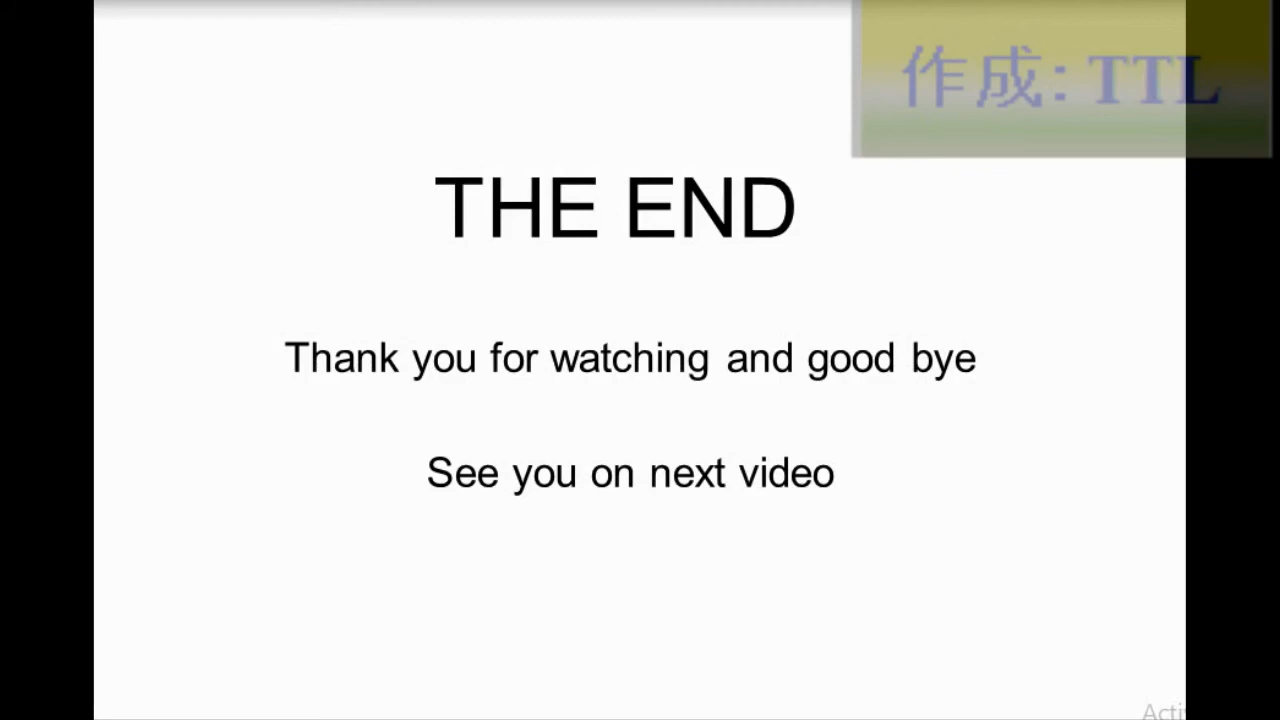 作成: TTL
THE END
Thank you for watching and good bye
See you on next video